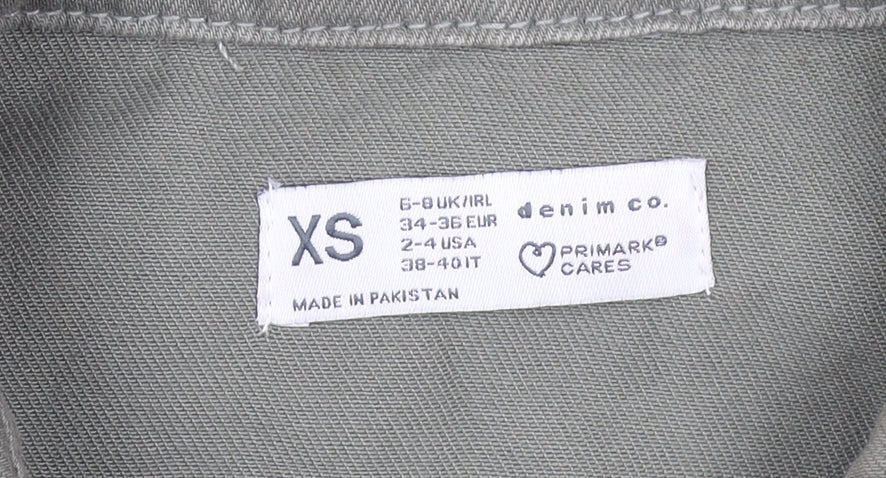 XS
6-8 UK/IRL
34-36 EUR
2-4 USA
38-40 IT
MADE IN PAKISTAN
denim co.
PRIMARK®
CARES